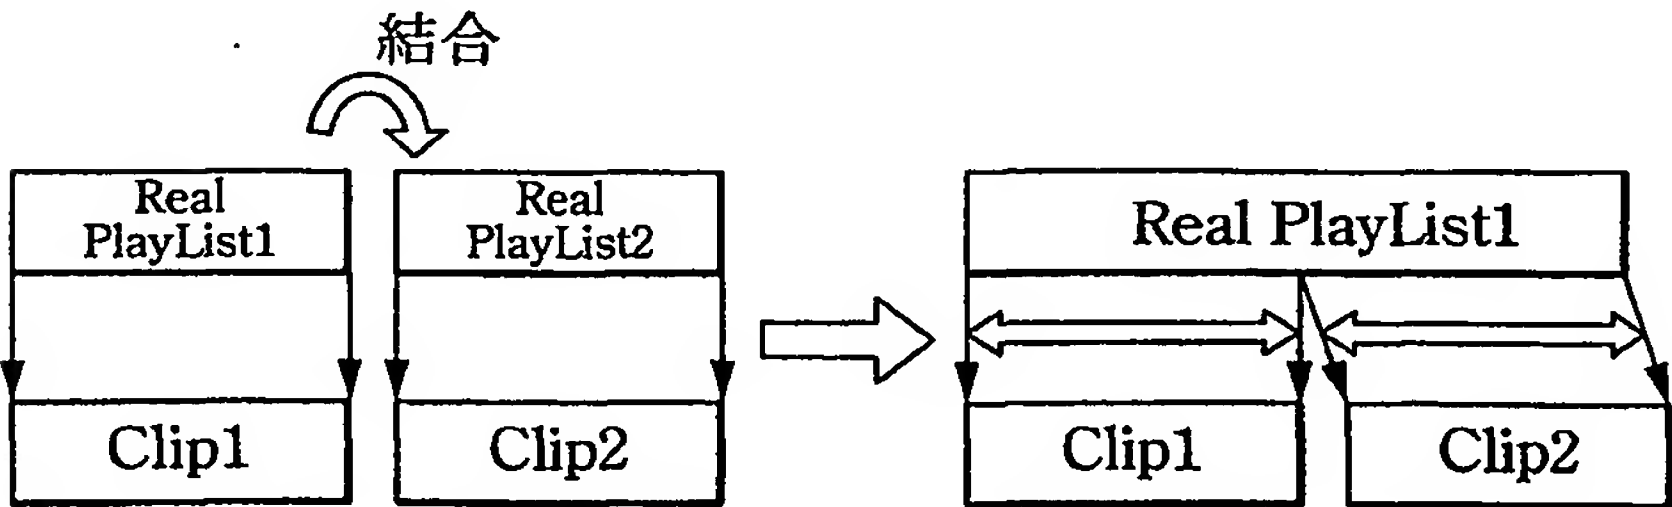 結合
Real
PlayList1
Real
PlayList2
Real PlayList1
Clip1
Clip2
Clip1
Clip2